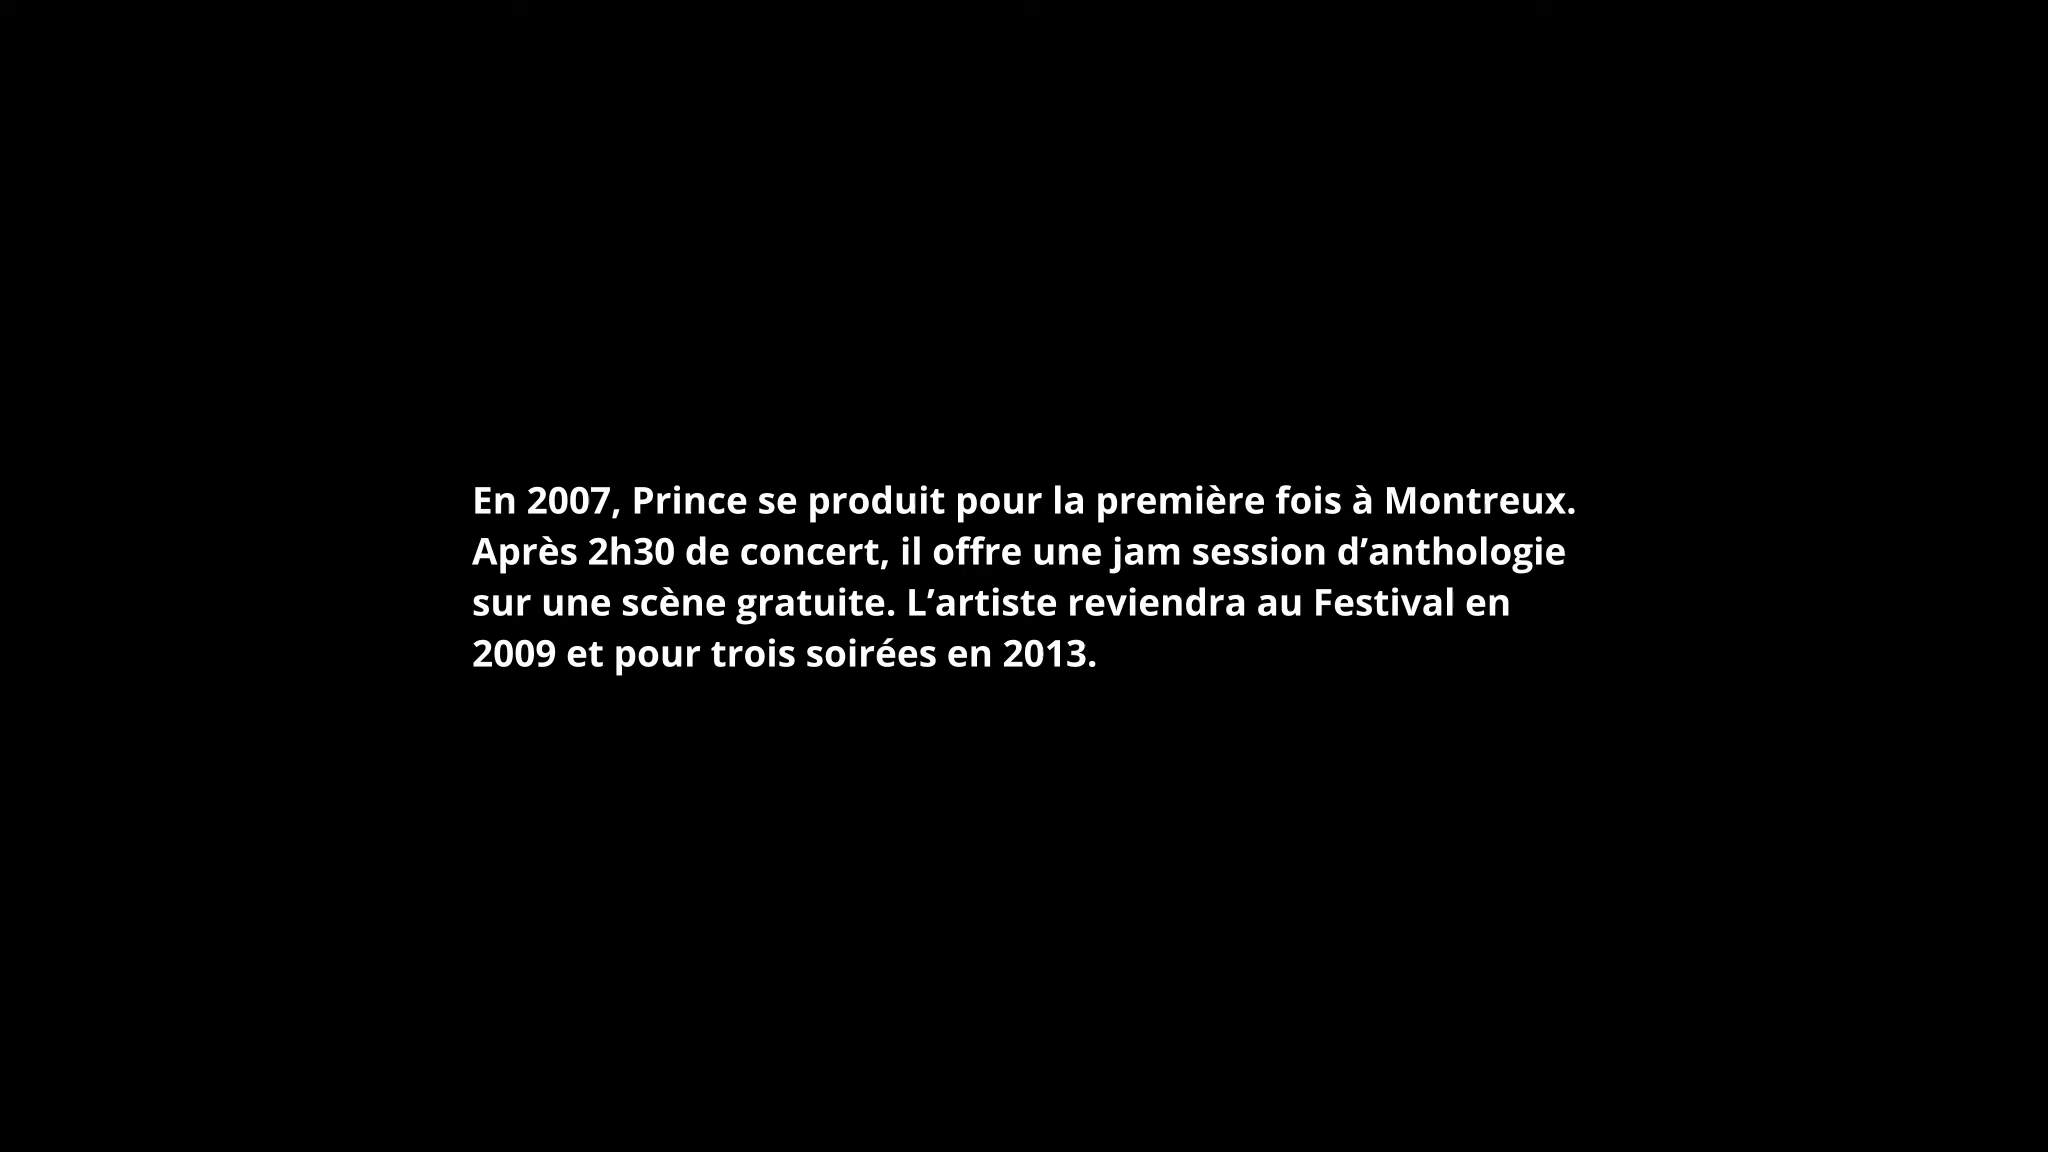 En 2007, Prince se produit pour la première fois à Montreux.
Après 2h30 de concert, il offre une jam session d’anthologie
sur une scène gratuite. L’artiste reviendra au Festival en
2009 et pour trois soirées en 2013.